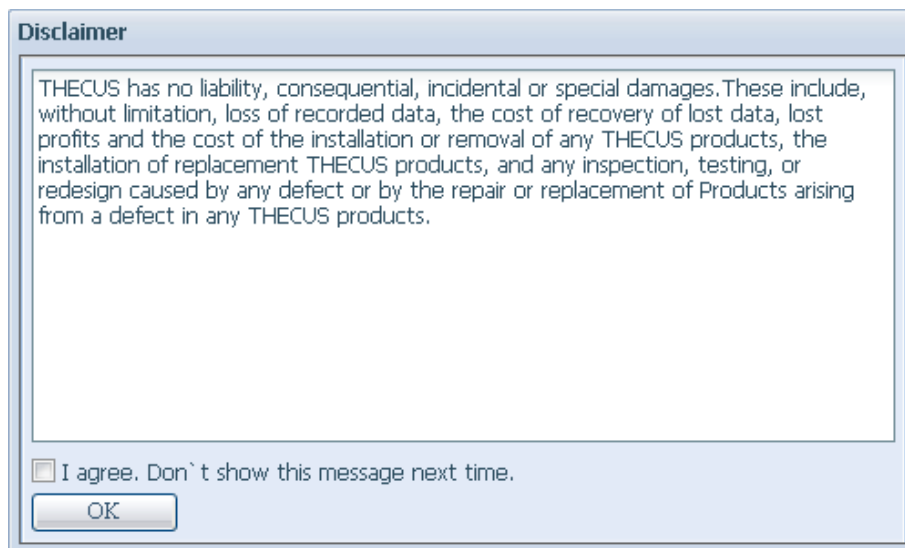 Disclaimer
THECUS has no liability, consequential, incidental or special damages.These include,
without limitation, loss of recorded data, the cost of recovery of lost data, lost
profits and the cost of the installation or removal of any THECUS products, the
installation of replacement THECUS products, and any inspection, testing, or
redesign caused by any defect or by the repair or replacement of Products arising
from a defect in any THECUS products.
I agree. Don`t show this message next time.
OK